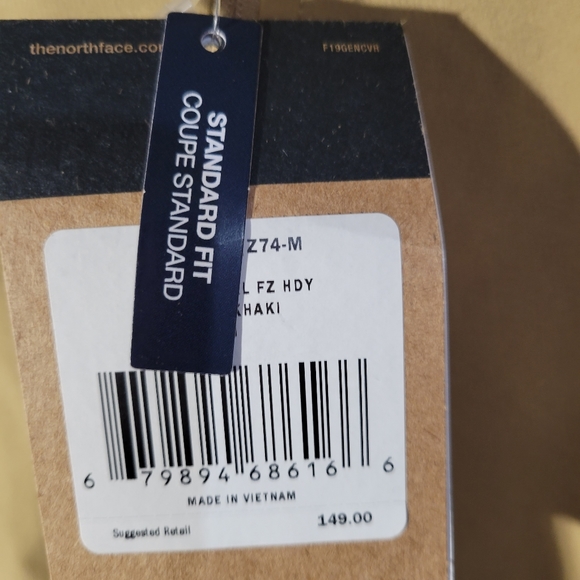 thenorthface.co
F19GENCVR
STANDARD FIT
COUPE STANDARD
Z74-M
L FZ HDY
KHAKI
6 79894 68616 6
MADE IN VIETNAM
Suggested Retail 149.00